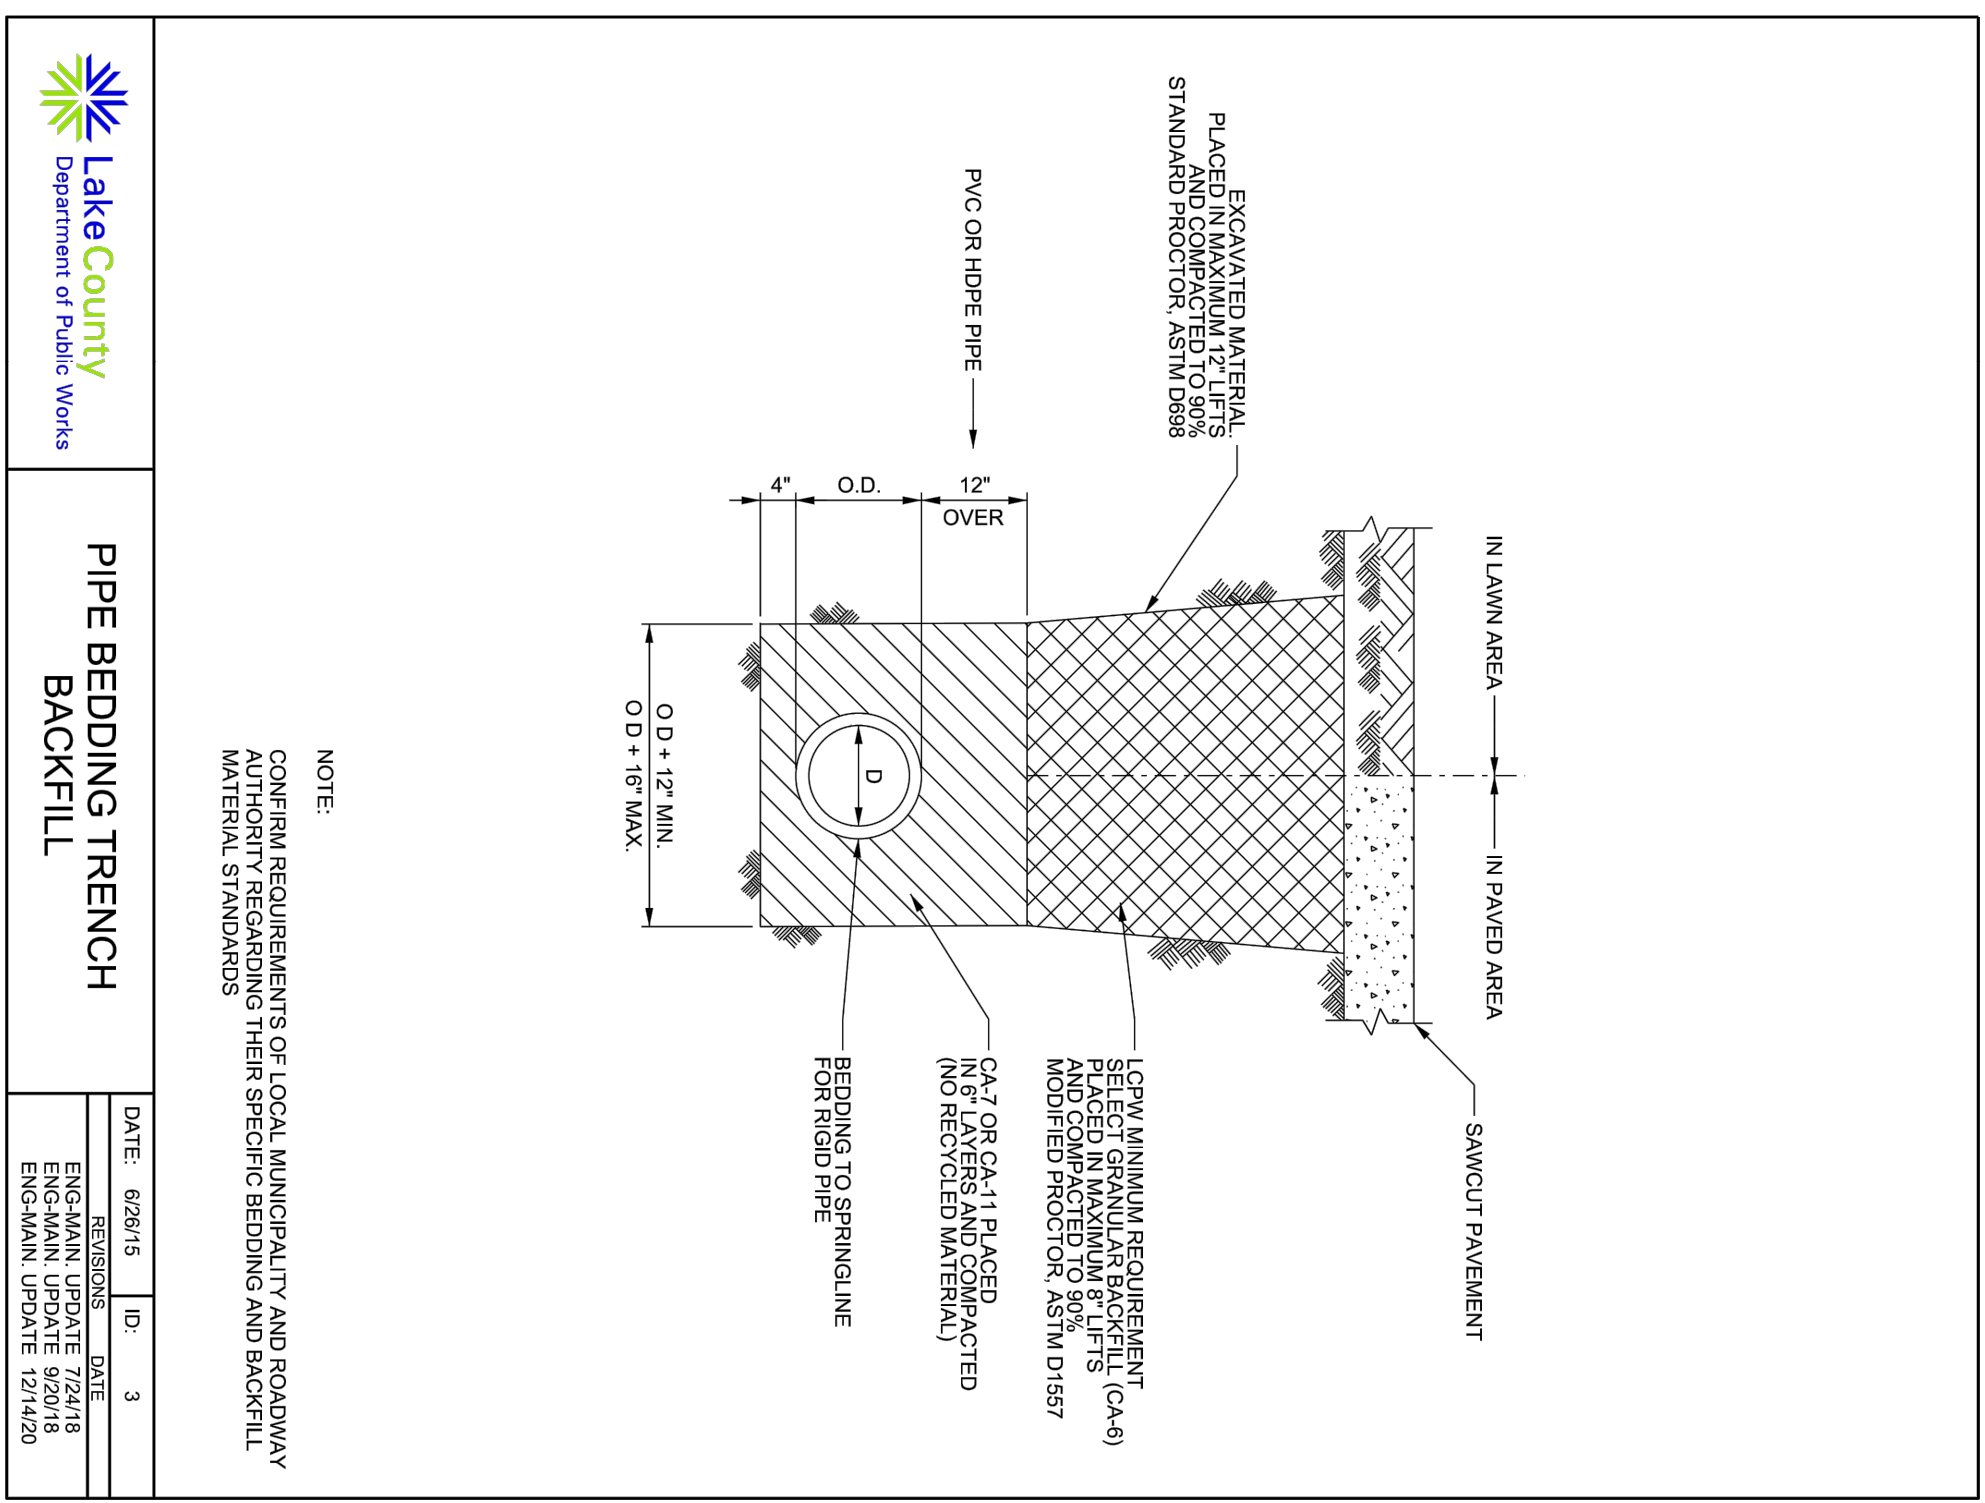 IN LAWN AREA
IN PAVED AREA
SAWCUT PAVEMENT
EXCAVATED MATERIAL.
PLACED IN MAXIMUM 12" LIFTS
AND COMPACTED TO 90%
STANDARD PROCTOR, ASTM D698
LCPW MINIMUM REQUIREMENT
SELECT GRANULAR BACKFILL (CA-6)
PLACED IN MAXIMUM 8" LIFTS
AND COMPACTED TO 90%
MODIFIED PROCTOR, ASTM D1557
PVC OR HDPE PIPE
12"
OVER
O.D.
4"
D
CA-7 OR CA-11 PLACED
IN 6" LAYERS AND COMPACTED
(NO RECYCLED MATERIAL)
BEDDING TO SPRINGLINE
FOR RIGID PIPE
O D + 12" MIN.
O D + 16" MAX.
NOTE:
CONFIRM REQUIREMENTS OF LOCAL MUNICIPALITY AND ROADWAY
AUTHORITY REGARDING THEIR SPECIFIC BEDDING AND BACKFILL
MATERIAL STANDARDS
LakeCounty
Department of Public Works
PIPE BEDDING TRENCH
BACKFILL
DATE: 6/26/15
ID: 3
REVISIONS DATE
ENG-MAIN. UPDATE 7/24/18
ENG-MAIN. UPDATE 9/20/18
ENG-MAIN. UPDATE 12/14/20